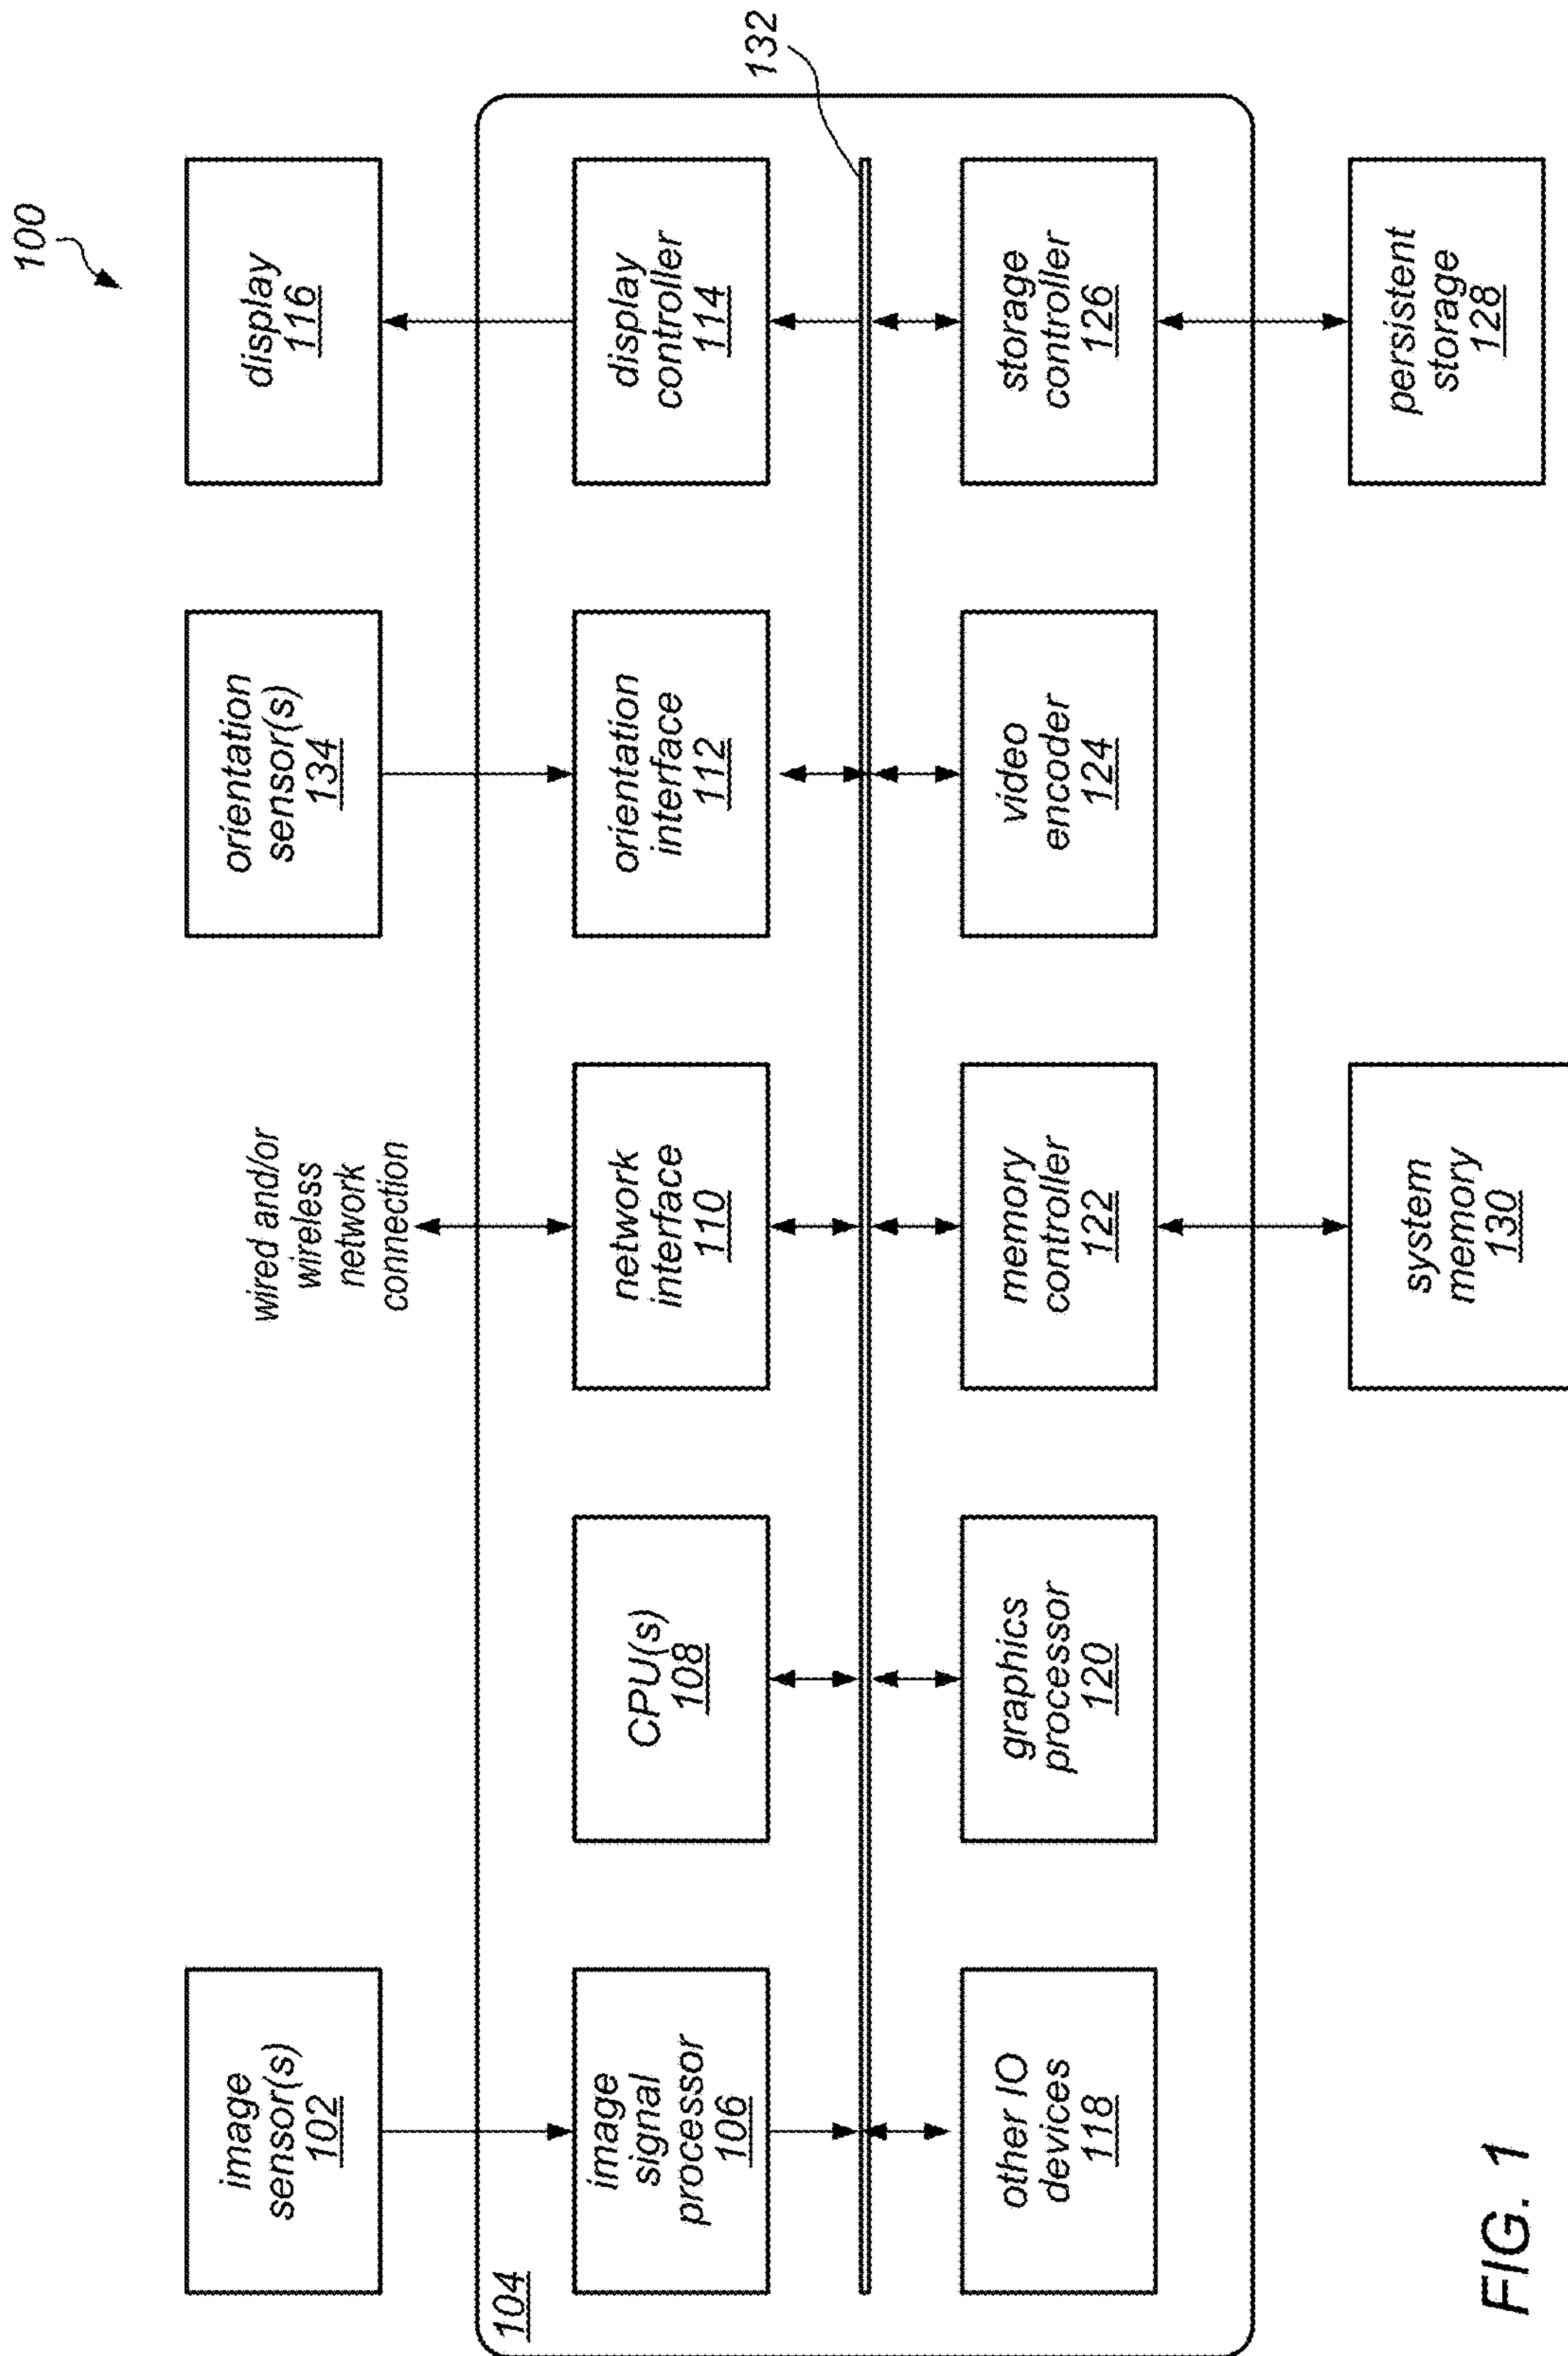 100
image
sensor(s)
102
wired and/or
wireless
network
connection
orientation
sensor(s)
134
display
116
104
image
signal
processor
106
CPU(s)
108
network
interface
110
orientation
interface
112
display
controller
114
132
other IO
devices
118
graphics
processor
120
memory
controller
122
video
encoder
124
storage
controller
126
system
memory
130
persistent
storage
128
FIG. 1